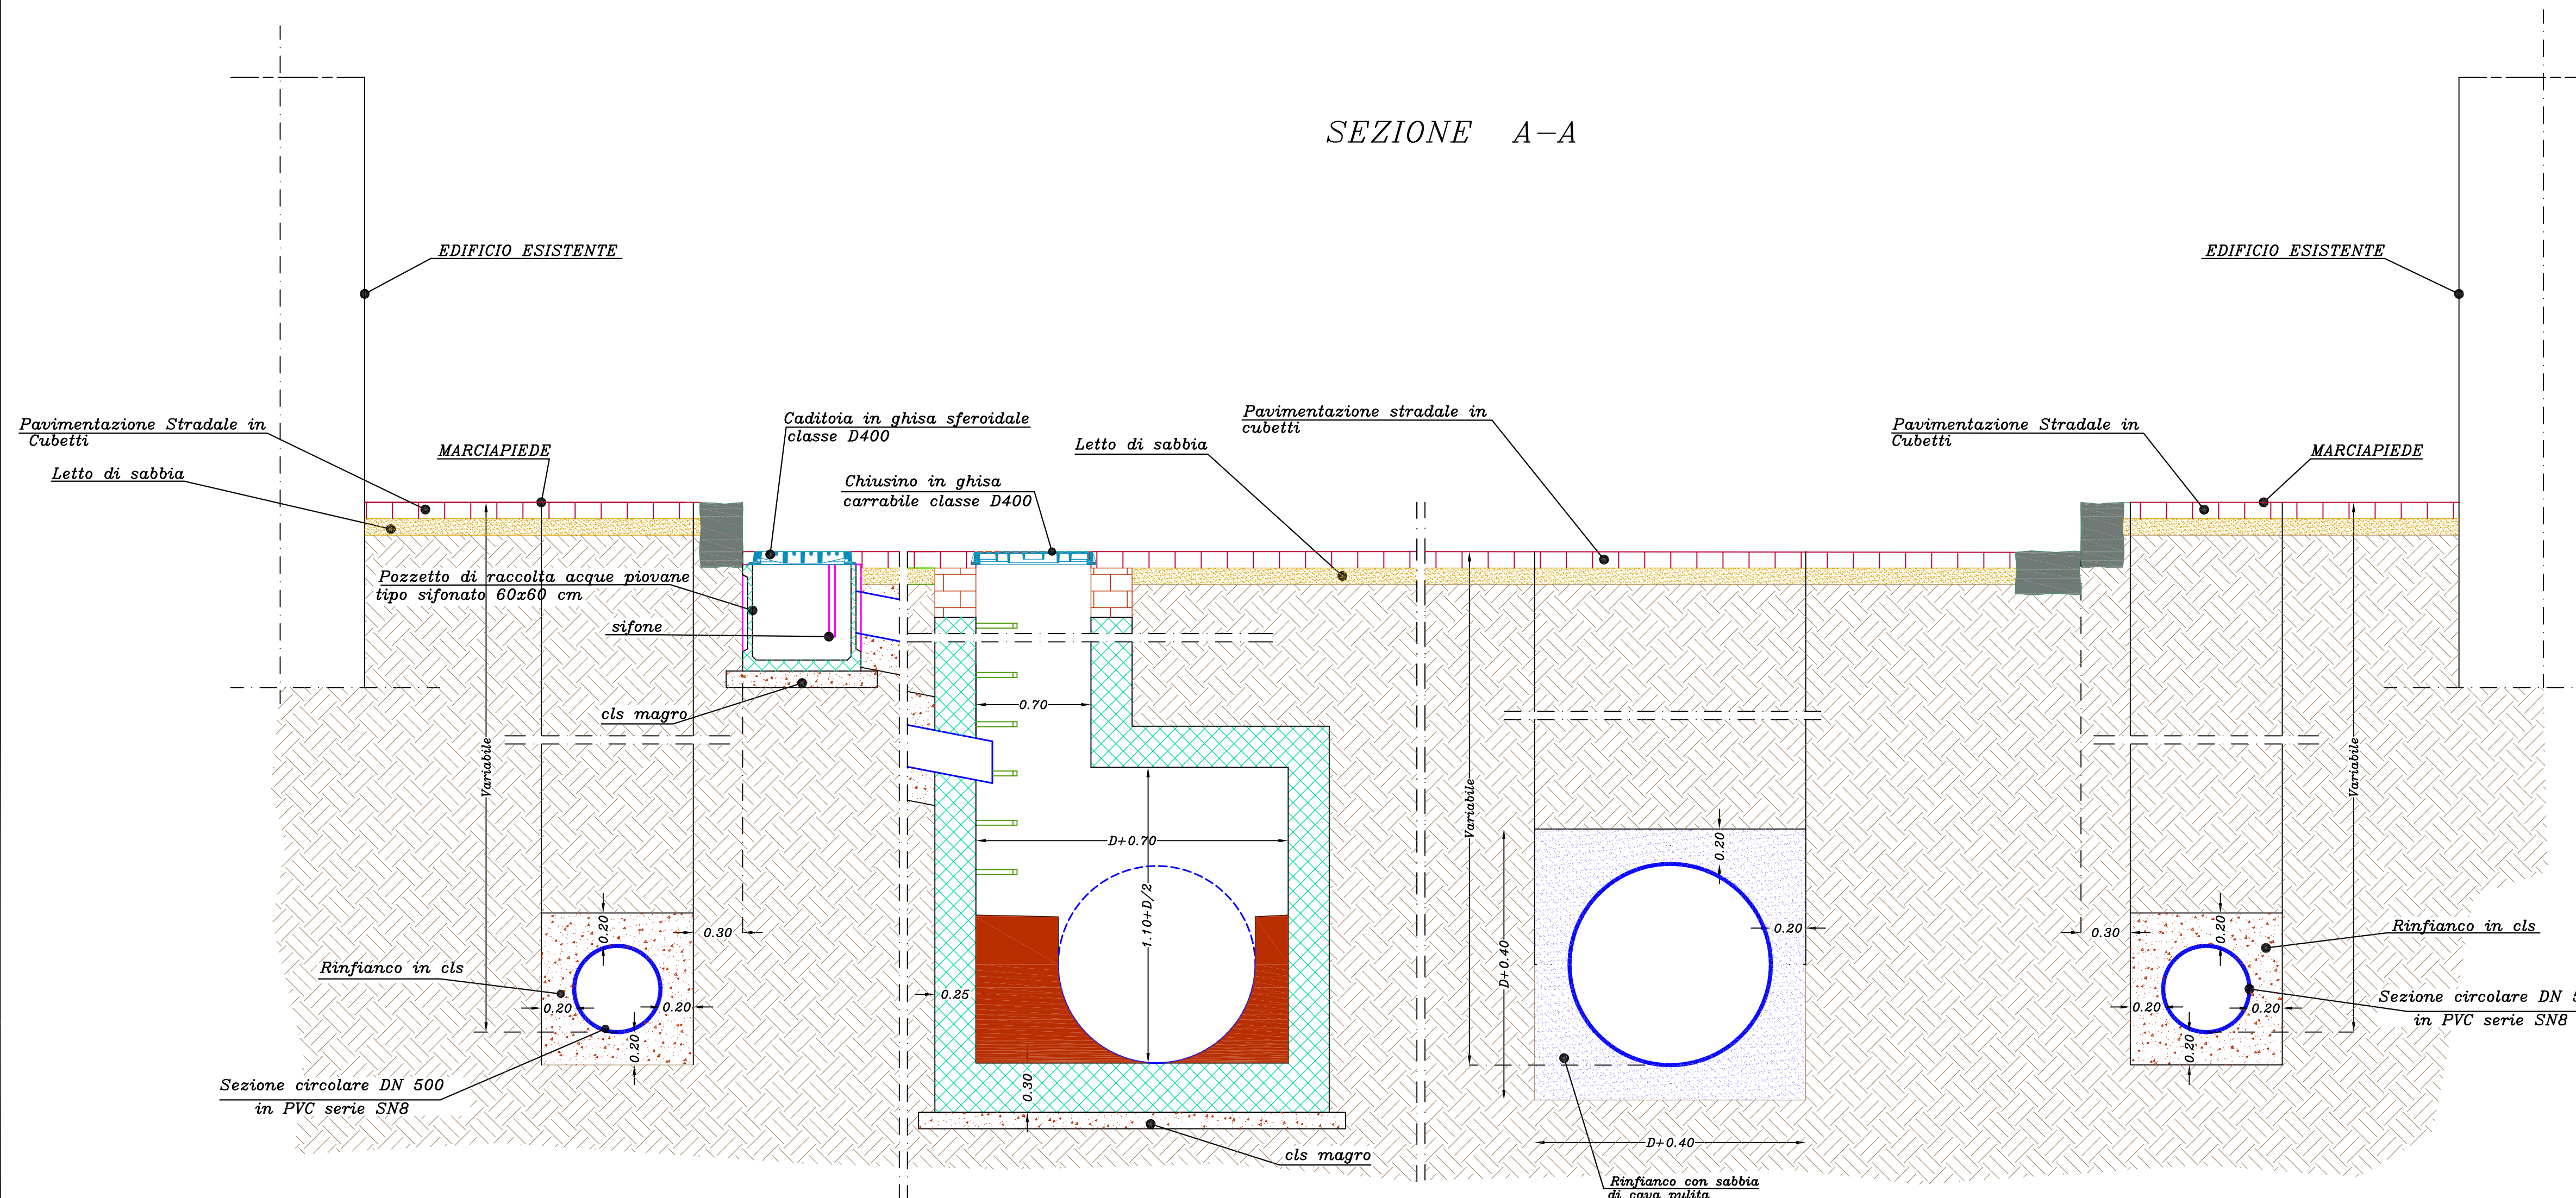 SEZIONE A-A
EDIFICIO ESISTENTE
EDIFICIO ESISTENTE
Pavimentazione Stradale in
Cubetti
Letto di sabbia
MARCIAPIEDE
Caditoia in ghisa sferoidale
classe D400
Chiusino in ghisa
carrabile classe D400
Letto di sabbia
Pavimentazione stradale in
cubetti
Pavimentazione Stradale in
Cubetti
MARCIAPIEDE
Pozzetto di raccolta acque piovane
tipo sifonato 60x60 cm
sifone
cls magro
0.70
Variabile
Variabile
Variabile
D+0.70
1.10+D/2
0.20
0.20
0.30
0.20
0.20
0.20
Rinfianco in cls
Sezione circolare DN 500
in PVC serie SN8
0.25
0.30
cls magro
D+0.40
0.20
D+0.40
Rinfianco con sabbia
di cava pulita
0.30
0.20
0.20
0.20
0.20
Rinfianco in cls
Sezione circolare DN
in PVC serie SN8